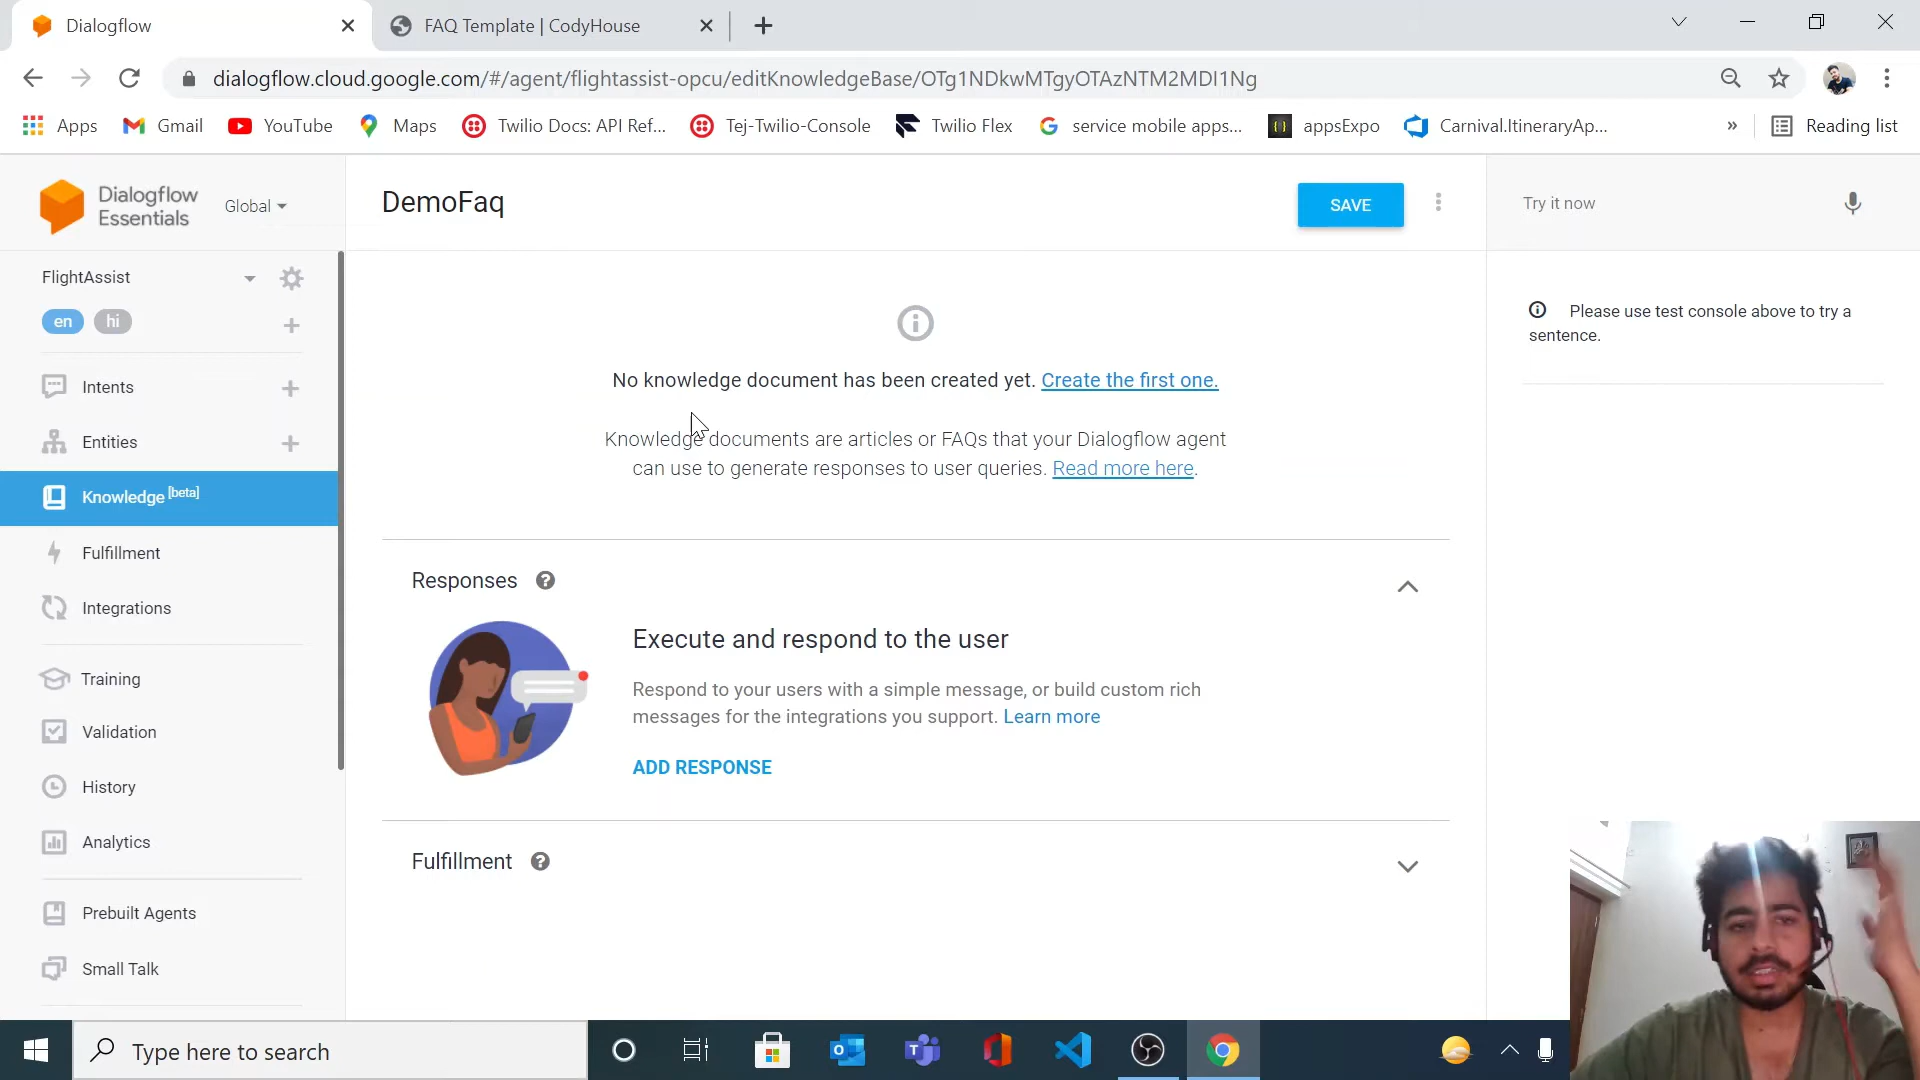 Dialogflow
FAQ Template | CodyHouse
dialogflow.cloud.google.com/#/agent/flightassist-opcu/editKnowledgeBase/OTg1NDkwMTgyOTAzNTM2MDI1Ng
Apps
Gmail
YouTube
Maps
Twilio Docs: API Ref...
Tej-Twilio-Console
Twilio Flex
service mobile apps...
appsExpo
Carnival.ItineraryAp...
»
Reading list
Dialogflow
Essentials
Global
DemoFaq
SAVE
Try it now
FlightAssist
en
hi
Please use test console above to try a
sentence.
Intents
Entities
Knowledge [beta]
Fulfillment
Integrations
Training
Validation
History
Analytics
Prebuilt Agents
Small Talk
No knowledge document has been created yet. Create the first one.
Knowledge documents are articles or FAQs that your Dialogflow agent
can use to generate responses to user queries. Read more here.
Responses
Execute and respond to the user
Respond to your users with a simple message, or build custom rich
messages for the integrations you support. Learn more
ADD RESPONSE
Fulfillment
Type here to search